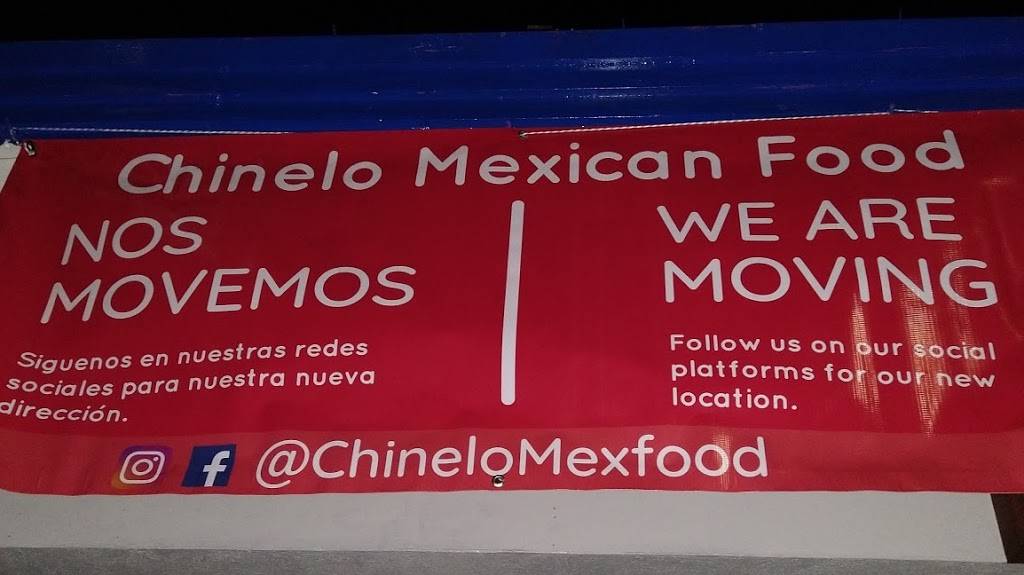 Chinelo Mexican Food
NOS
MOVEMOS
Siguenos en nuestras redes
sociales para nuestra nueva
dirección.
WE ARE
MOVING
Follow us on our social
platforms for our new
location.
@ChineloMexfood